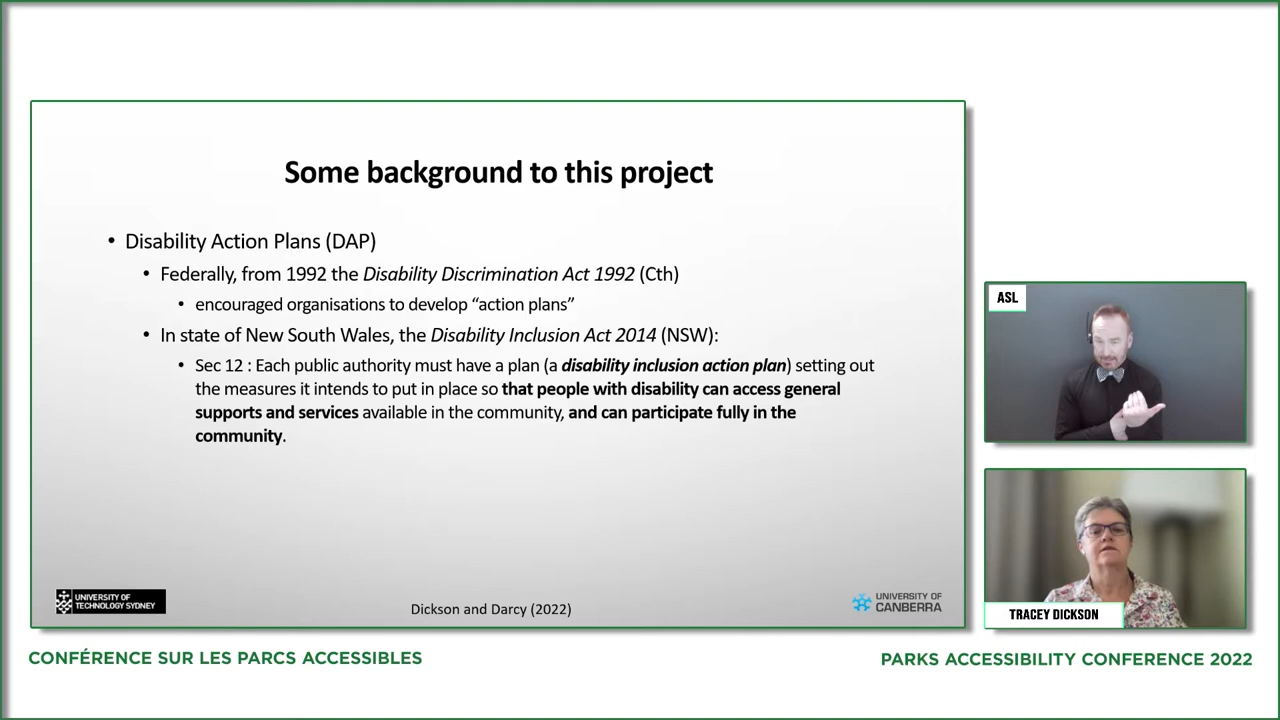 Some background to this project
• Disability Action Plans (DAP)
• Federally, from 1992 the Disability Discrimination Act 1992 (Cth)
• encouraged organisations to develop “action plans”
• In state of New South Wales, the Disability Inclusion Act 2014 (NSW):
• Sec 12 : Each public authority must have a plan (a disability inclusion action plan) setting out
the measures it intends to put in place so that people with disability can access general
supports and services available in the community, and can participate fully in the
community.
UNIVERSITY OF
TECHNOLOGY SYDNEY
Dickson and Darcy (2022)
UNIVERSITY OF
CANBERRA
ASL
TRACEY DICKSON
CONFÉRENCE SUR LES PARCS ACCESSIBLES
PARKS ACCESSIBILITY CONFERENCE 2022